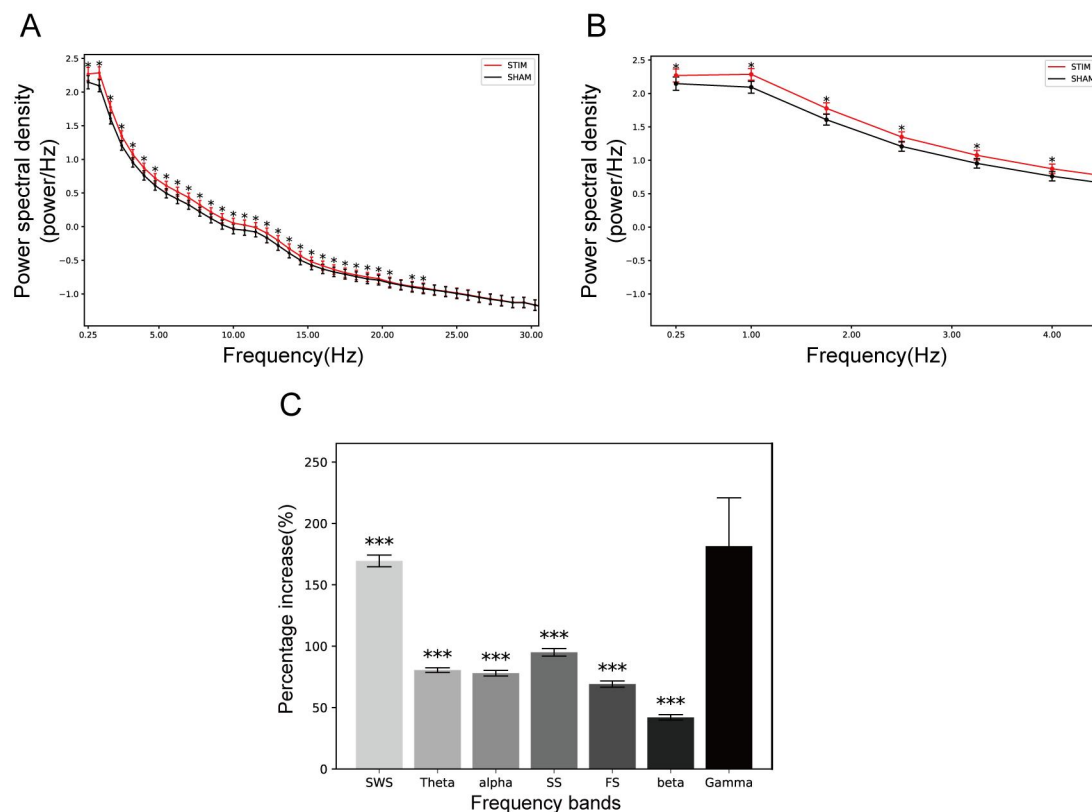 A
B
2.5
2.0
1.5
1.0
0.5
0.0
−0.5
−1.0
Power spectral density
(power/Hz)
STIM
SHAM
* * * * * * * * * * * * * * * * * * * * * * * * * * * * * *
0.25 5.00 10.00 15.00 20.00 25.00 30.00
Frequency(Hz)
2.5
2.0
1.5
1.0
0.5
0.0
−0.5
−1.0
Power spectral density
(power/Hz)
STIM
SHAM
* * * * * *
0.25 1.00 2.00 3.00 4.00
Frequency(Hz)
C
250
200
150
100
50
0
Percentage increase(%)
*** *** *** *** *** ***
SWS Theta alpha SS FS beta Gamma
Frequency bands